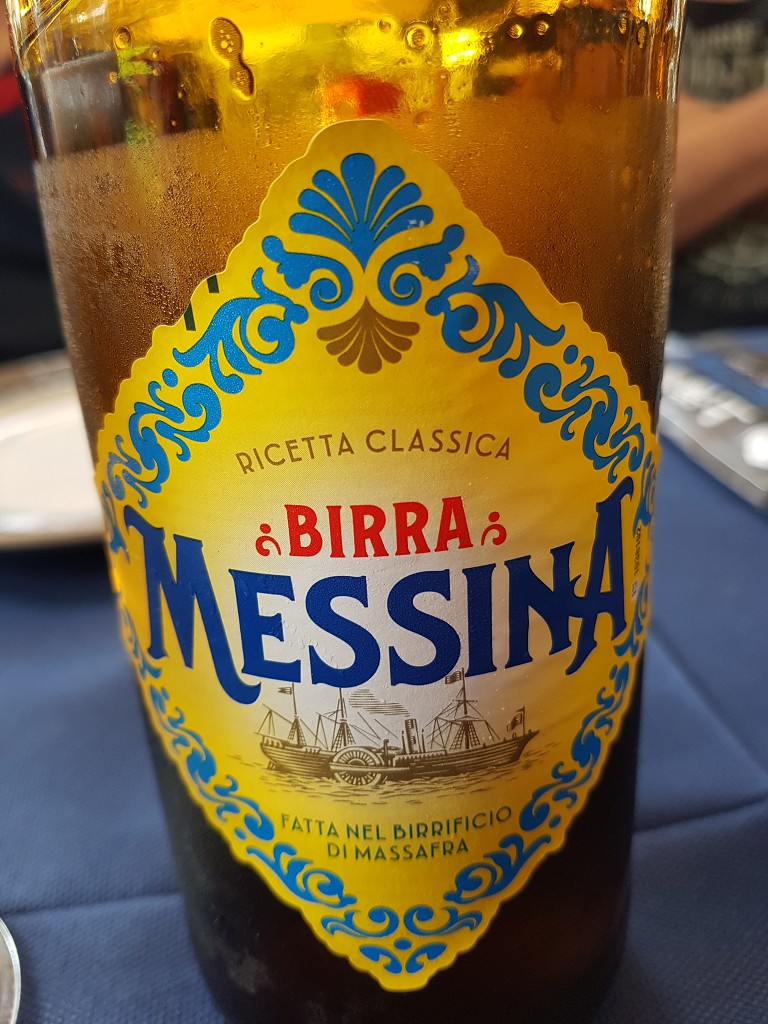 RICETTA CLASSICA
BIRRA
MESSINA
FATTA NEL BIRRIFICIO
DI MASSAFRA